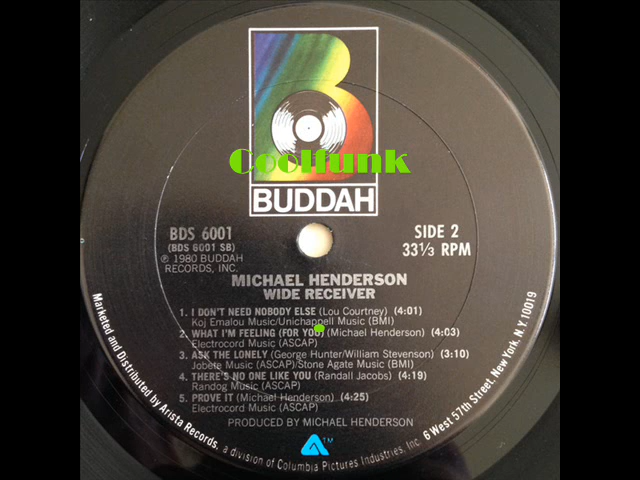 Coolfunk
BUDDAH
BDS 6001
(BDS 6001 SB)
℗ 1980 BUDDAH
RECORDS, INC.
SIDE 2
33⅓ RPM
MICHAEL HENDERSON
WIDE RECEIVER
1. I DON'T NEED NOBODY ELSE (Lou Courtney) (4:01)
Koj Emalou Music/Unichappell Music (BMI)
2. WHAT I'M FEELING (FOR YOU) (Michael Henderson) (4:03)
Electrocord Music (ASCAP)
3. ASK THE LONELY (George Hunter/William Stevenson) (3:10)
Jobete Music (ASCAP)/Stone Agate Music (BMI)
4. THERE'S NO ONE LIKE YOU (Randall Jacobs) (4:19)
Randog Music (ASCAP)
5. PROVE IT (Michael Henderson) (4:25)
Electrocord Music (ASCAP)
PRODUCED BY MICHAEL HENDERSON
TM
Marketed and Distributed by Arista Records, a division of Columbia Pictures Industries, Inc. 6 West 57th Street, New York, N.Y. 10019